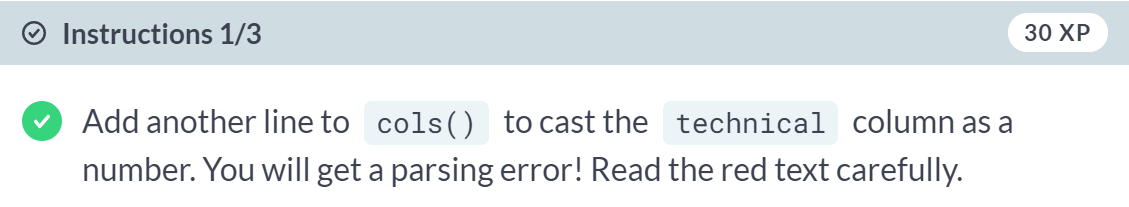 Instructions 1/3
30 XP
Add another line to cols() to cast the technical column as a
number. You will get a parsing error! Read the red text carefully.